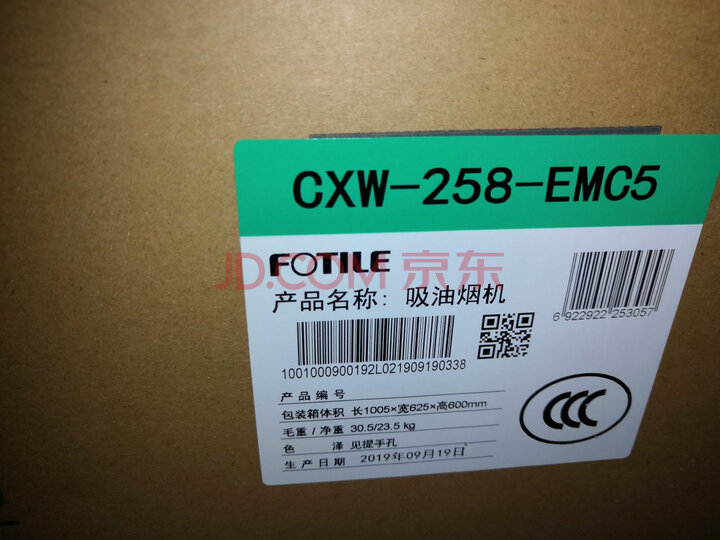 CXW-258-EMC5
FOTILE
JD.COM 京东
产品名称: 吸油烟机
6 922922 253057
1001000900192L021909190338
产品编号
包装箱体积 长1005×宽625×高600mm
毛重/净重 30.5/23.5 kg
色 泽 见提手孔
生产日期 2019年09月19日
CCC